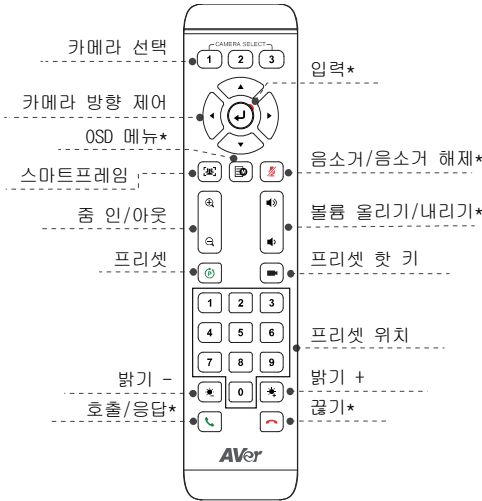 카메라 선택
CAMERA SELECT
1 2 3
입력*
카메라 방향 제어
OSD 메뉴*
음소거/음소거 해제*
스마트프레임
줌 인/아웃
볼륨 올리기/내리기*
프리셋
프리셋 핫 키
1 2 3
4 5 6
7 8 9
0
프리셋 위치
밝기 -
밝기 +
호출/응답*
끊기*
AVer